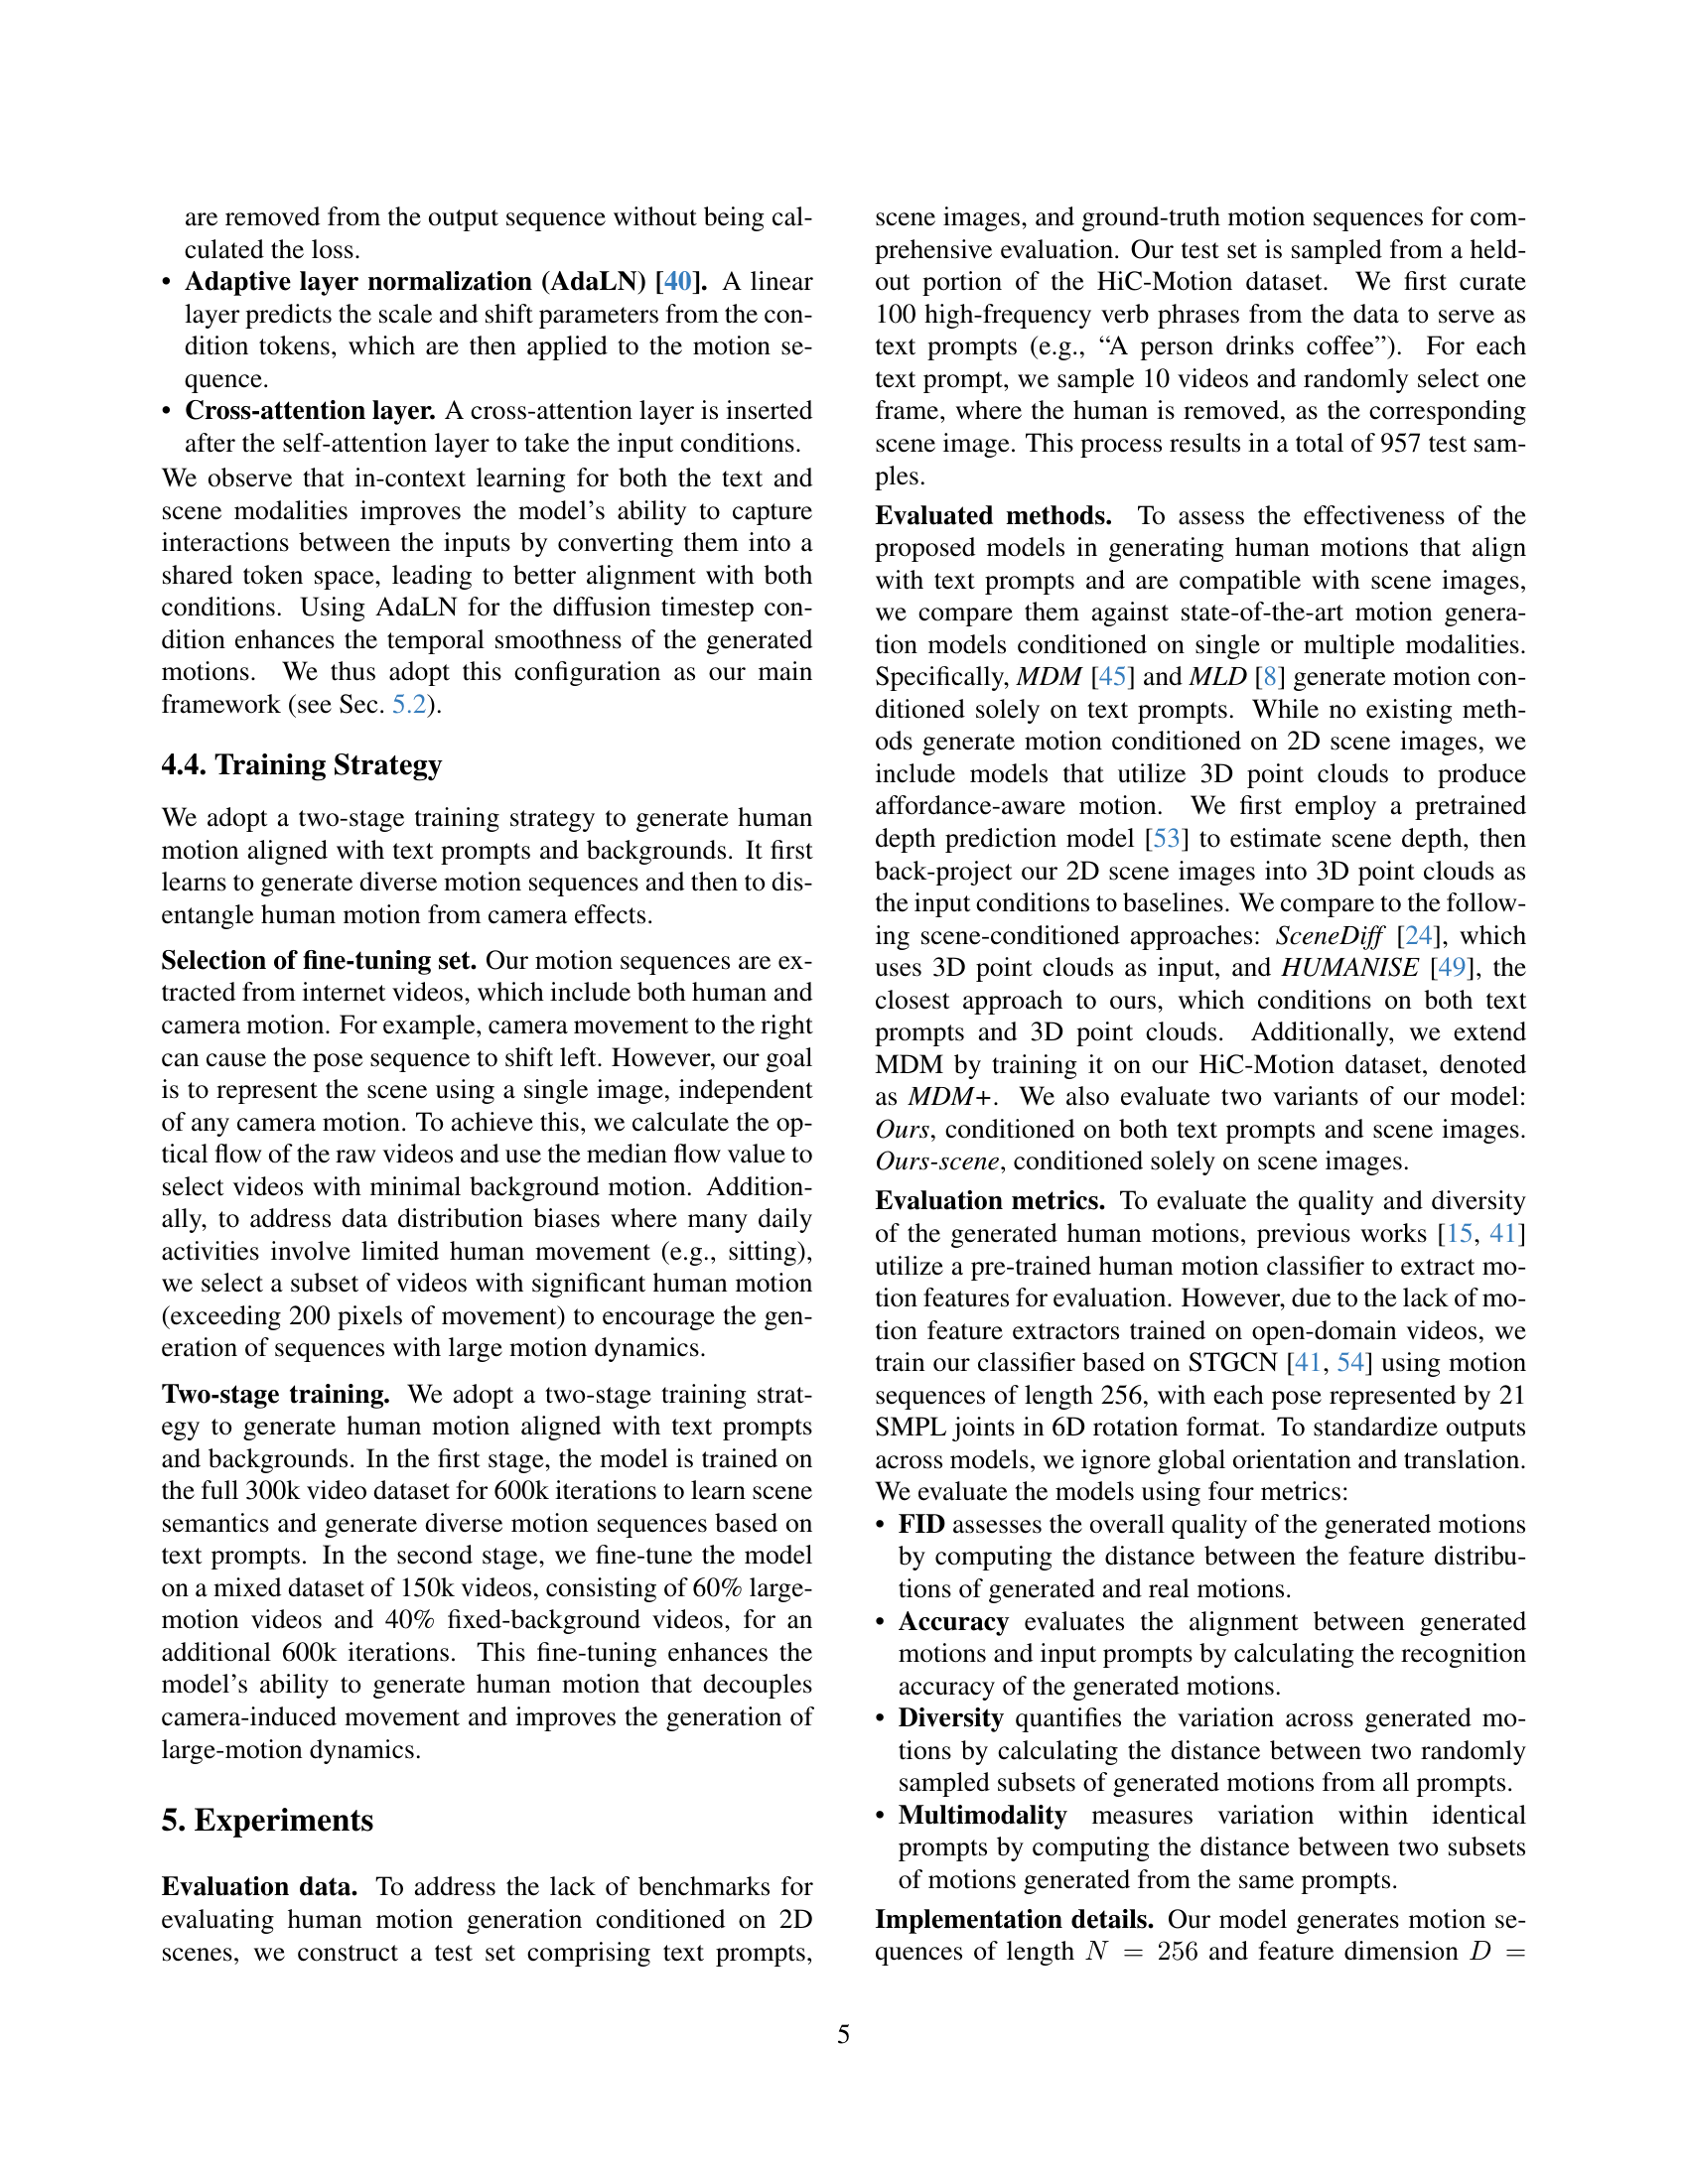 are removed from the output sequence without being cal-
culated the loss.
• Adaptive layer normalization (AdaLN) [40]. A linear
layer predicts the scale and shift parameters from the con-
dition tokens, which are then applied to the motion se-
quence.
• Cross-attention layer. A cross-attention layer is inserted
after the self-attention layer to take the input conditions.
We observe that in-context learning for both the text and
scene modalities improves the model's ability to capture
interactions between the inputs by converting them into a
shared token space, leading to better alignment with both
conditions. Using AdaLN for the diffusion timestep con-
dition enhances the temporal smoothness of the generated
motions. We thus adopt this configuration as our main
framework (see Sec. 5.2).
4.4. Training Strategy
We adopt a two-stage training strategy to generate human
motion aligned with text prompts and backgrounds. It first
learns to generate diverse motion sequences and then to dis-
entangle human motion from camera effects.
Selection of fine-tuning set. Our motion sequences are ex-
tracted from internet videos, which include both human and
camera motion. For example, camera movement to the right
can cause the pose sequence to shift left. However, our goal
is to represent the scene using a single image, independent
of any camera motion. To achieve this, we calculate the op-
tical flow of the raw videos and use the median flow value to
select videos with minimal background motion. Addition-
ally, to address data distribution biases where many daily
activities involve limited human movement (e.g., sitting),
we select a subset of videos with significant human motion
(exceeding 200 pixels of movement) to encourage the gen-
eration of sequences with large motion dynamics.
Two-stage training. We adopt a two-stage training strat-
egy to generate human motion aligned with text prompts
and backgrounds. In the first stage, the model is trained on
the full 300k video dataset for 600k iterations to learn scene
semantics and generate diverse motion sequences based on
text prompts. In the second stage, we fine-tune the model
on a mixed dataset of 150k videos, consisting of 60% large-
motion videos and 40% fixed-background videos, for an
additional 600k iterations. This fine-tuning enhances the
model's ability to generate human motion that decouples
camera-induced movement and improves the generation of
large-motion dynamics.
5. Experiments
Evaluation data. To address the lack of benchmarks for
evaluating human motion generation conditioned on 2D
scenes, we construct a test set comprising text prompts,
scene images, and ground-truth motion sequences for com-
prehensive evaluation. Our test set is sampled from a held-
out portion of the HiC-Motion dataset. We first curate
100 high-frequency verb phrases from the data to serve as
text prompts (e.g., “A person drinks coffee”). For each
text prompt, we sample 10 videos and randomly select one
frame, where the human is removed, as the corresponding
scene image. This process results in a total of 957 test sam-
ples.
Evaluated methods. To assess the effectiveness of the
proposed models in generating human motions that align
with text prompts and are compatible with scene images,
we compare them against state-of-the-art motion genera-
tion models conditioned on single or multiple modalities.
Specifically, MDM [45] and MLD [8] generate motion con-
ditioned solely on text prompts. While no existing meth-
ods generate motion conditioned on 2D scene images, we
include models that utilize 3D point clouds to produce
affordance-aware motion. We first employ a pretrained
depth prediction model [53] to estimate scene depth, then
back-project our 2D scene images into 3D point clouds as
the input conditions to baselines. We compare to the follow-
ing scene-conditioned approaches: SceneDiff [24], which
uses 3D point clouds as input, and HUMANISE [49], the
closest approach to ours, which conditions on both text
prompts and 3D point clouds. Additionally, we extend
MDM by training it on our HiC-Motion dataset, denoted
as MDM+. We also evaluate two variants of our model:
Ours, conditioned on both text prompts and scene images.
Ours-scene, conditioned solely on scene images.
Evaluation metrics. To evaluate the quality and diversity
of the generated human motions, previous works [15, 41]
utilize a pre-trained human motion classifier to extract mo-
tion features for evaluation. However, due to the lack of mo-
tion feature extractors trained on open-domain videos, we
train our classifier based on STGCN [41, 54] using motion
sequences of length 256, with each pose represented by 21
SMPL joints in 6D rotation format. To standardize outputs
across models, we ignore global orientation and translation.
We evaluate the models using four metrics:
• FID assesses the overall quality of the generated motions
by computing the distance between the feature distribu-
tions of generated and real motions.
• Accuracy evaluates the alignment between generated
motions and input prompts by calculating the recognition
accuracy of the generated motions.
• Diversity quantifies the variation across generated mo-
tions by calculating the distance between two randomly
sampled subsets of generated motions from all prompts.
• Multimodality measures variation within identical
prompts by computing the distance between two subsets
of motions generated from the same prompts.
Implementation details. Our model generates motion se-
quences of length N = 256 and feature dimension D =
5